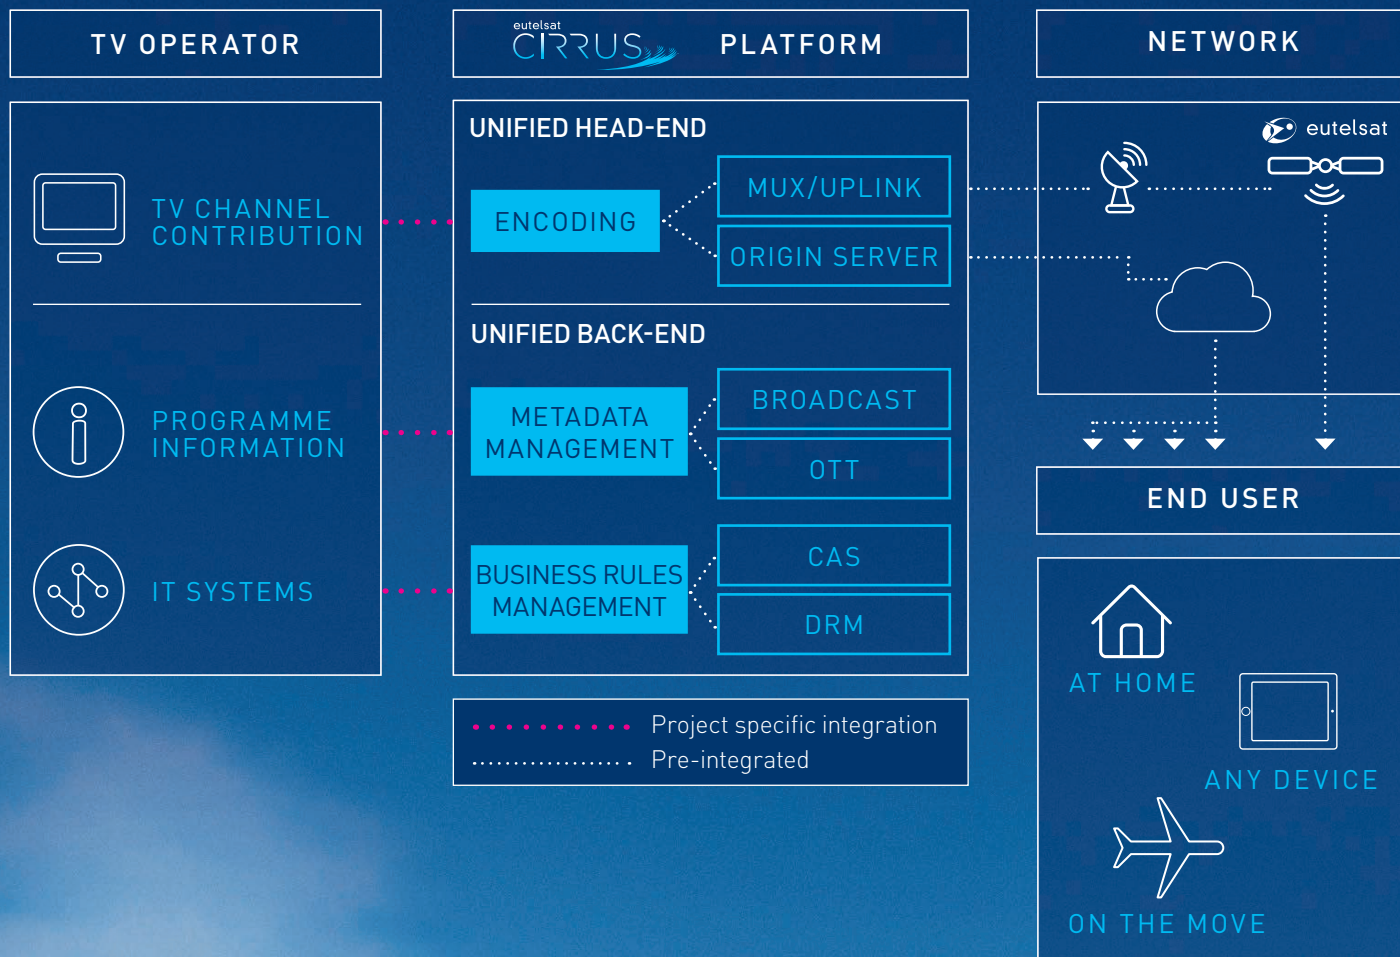 TV OPERATOR
TV CHANNEL
CONTRIBUTION
PROGRAMME
INFORMATION
IT SYSTEMS
eutelsat
CIRRUS
PLATFORM
UNIFIED HEAD-END
ENCODING
MUX/UPLINK
ORIGIN SERVER
UNIFIED BACK-END
METADATA
MANAGEMENT
BROADCAST
OTT
BUSINESS RULES
MANAGEMENT
CAS
DRM
Project specific integration
Pre-integrated
NETWORK
eutelsat
END USER
AT HOME
ANY DEVICE
ON THE MOVE